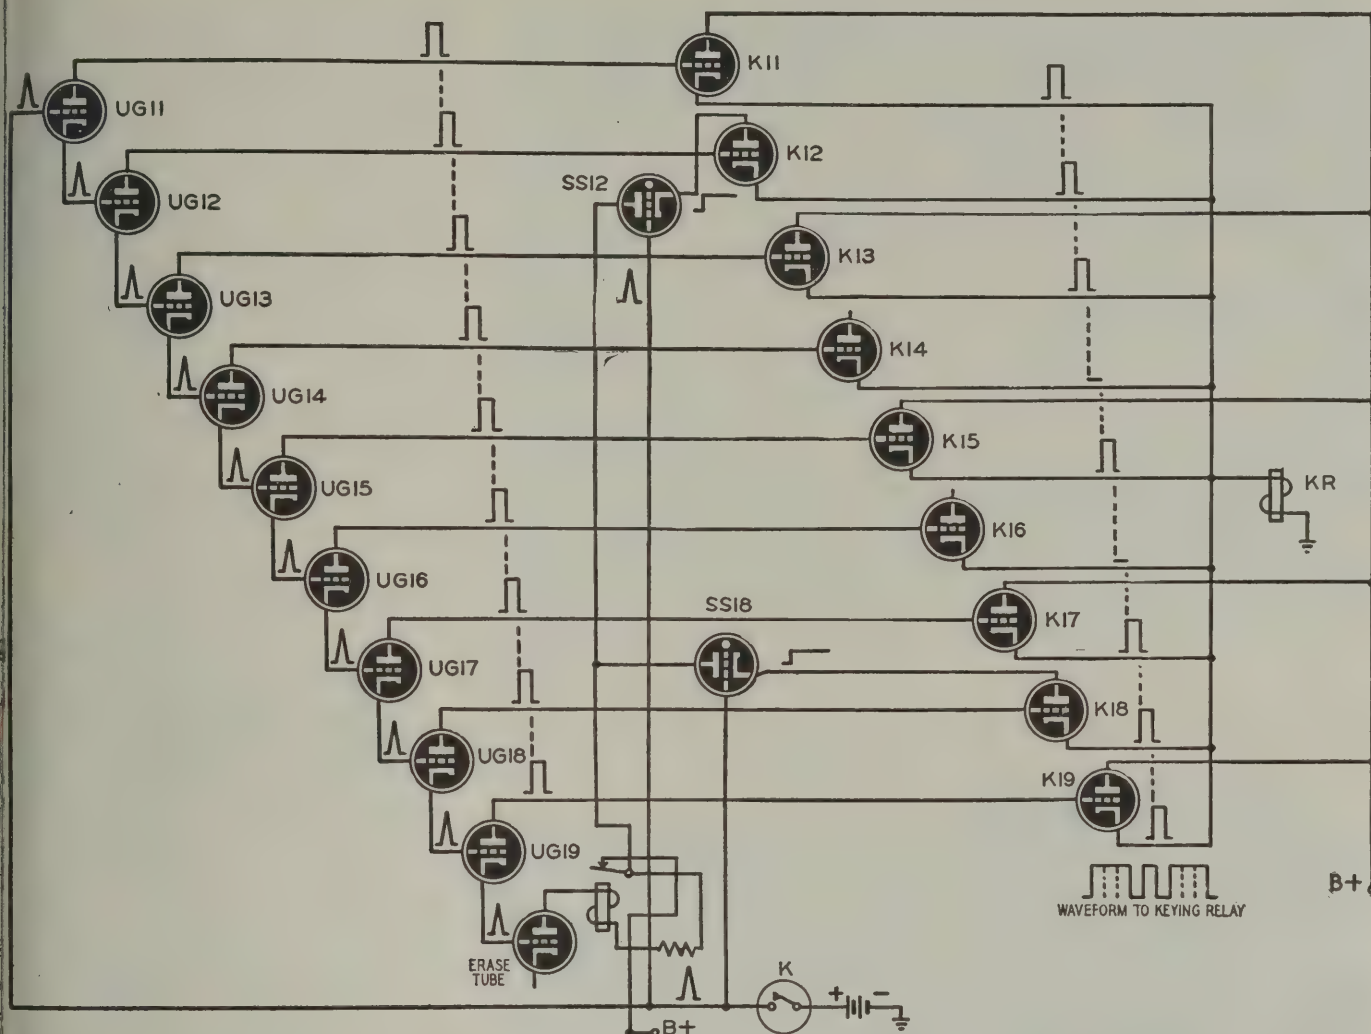 K11
UG11
K12
SS12
UG12
K13
UG13
K14
UG14
K15
UG15
KR
K16
UG16
SS18
K17
UG17
K18
UG18
K19
UG19
B+
WAVEFORM TO KEYING RELAY
ERASE
TUBE
K
+
-
B+